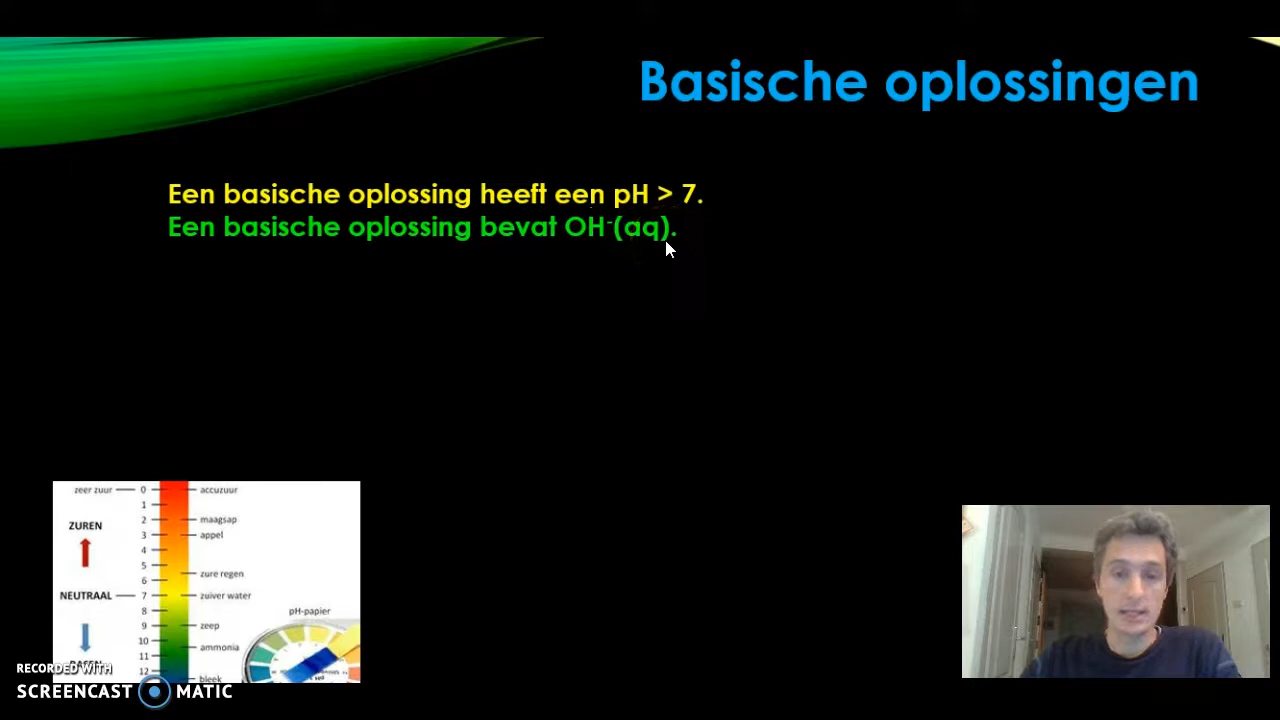 Basische oplossingen
Een basische oplossing heeft een pH > 7.
Een basische oplossing bevat OH⁻(aq).
zeer zuur 0 accuzuur
1
ZUREN 2 maagsap
3 appel
4
5
6 zure regen
NEUTRAAL 7 zuiver water
8
pH-papier
9 zeep
10 ammonia
11
12 bleek
RECORDED WITH
SCREENCAST MATIC